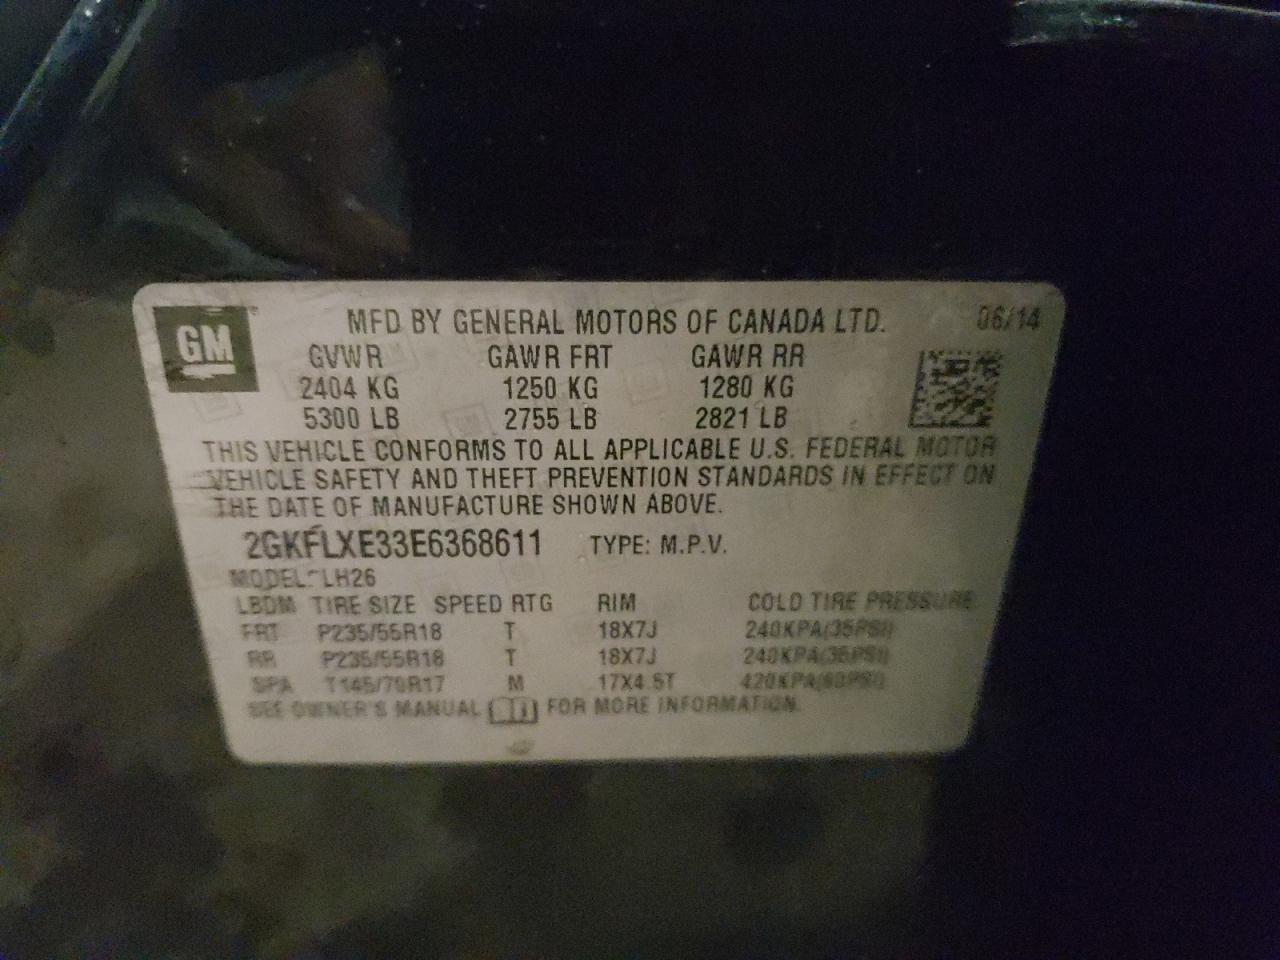 GM
MFD BY GENERAL MOTORS OF CANADA LTD. 06/14
GVWR GAWR FRT GAWR RR
2404 KG 1250 KG 1280 KG
5300 LB 2755 LB 2821 LB
THIS VEHICLE CONFORMS TO ALL APPLICABLE U.S. FEDERAL MOTOR
VEHICLE SAFETY AND THEFT PREVENTION STANDARDS IN EFFECT ON
THE DATE OF MANUFACTURE SHOWN ABOVE.
2GKFLXE33E6368611 TYPE: M.P.V.
MODEL: LH26
LBDM TIRE SIZE SPEED RTG RIM COLD TIRE PRESSURE
FRT P235/55R18 T 18X7J 240KPA(35PSI)
RR P235/55R18 T 18X7J 240KPA(35PSI)
SPA T145/70R17 M 17X4.5T 420KPA(60PSI)
SEE OWNER'S MANUAL FOR MORE INFORMATION.